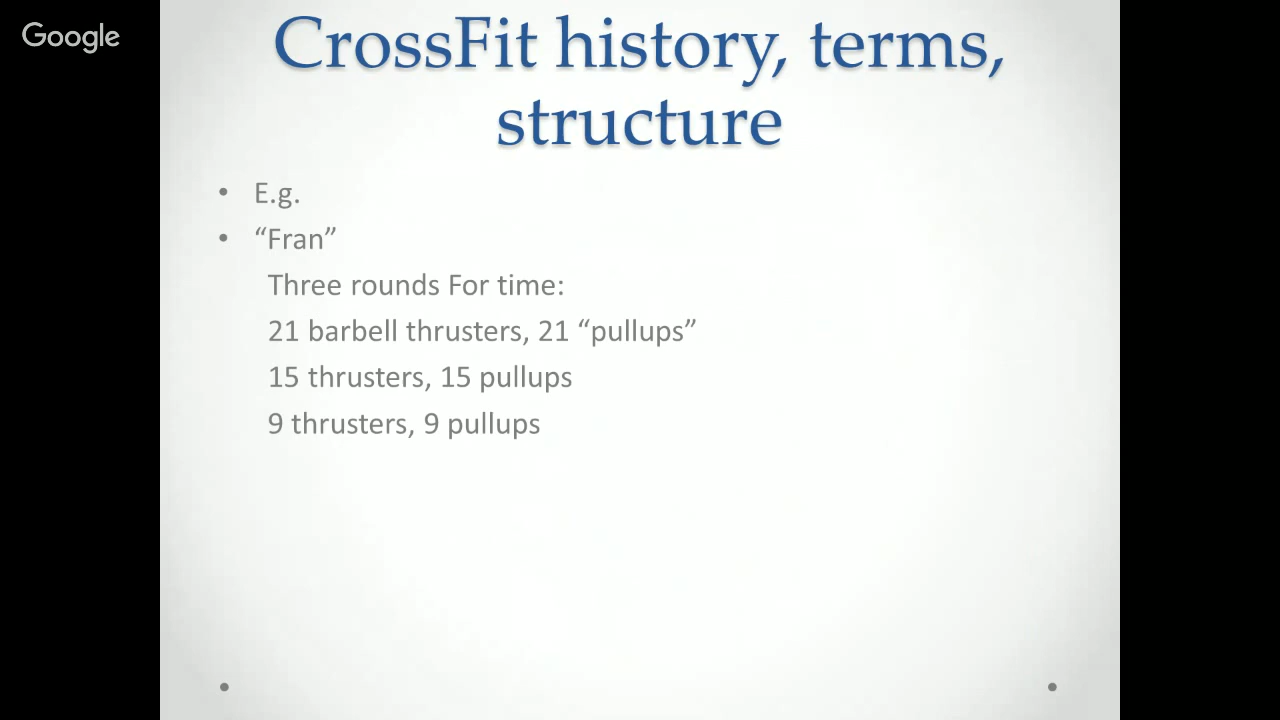 Google
CrossFit history, terms,
structure
• E.g.
• “Fran”
Three rounds For time:
21 barbell thrusters, 21 “pullups”
15 thrusters, 15 pullups
9 thrusters, 9 pullups